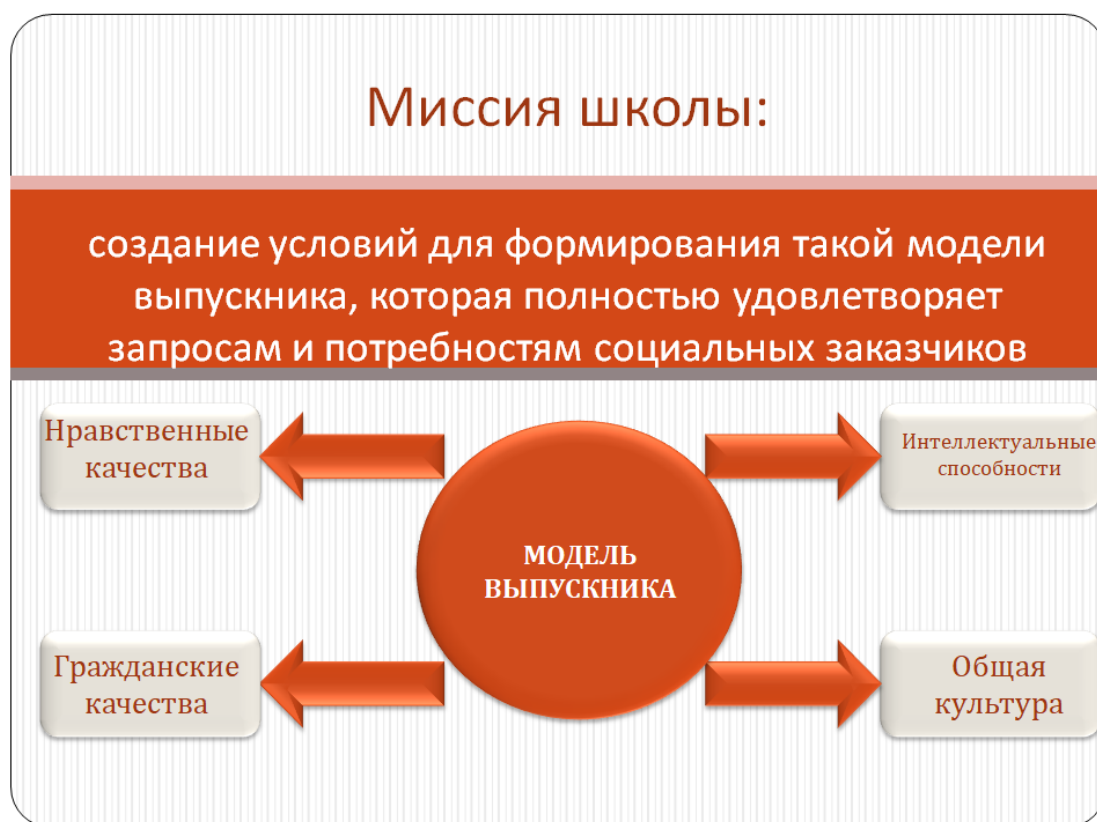 Миссия школы:
создание условий для формирования такой модели
выпускника, которая полностью удовлетворяет
запросам и потребностям социальных заказчиков
Нравственные
качества
Интеллектуальные
способности
МОДЕЛЬ
ВЫПУСКНИКА
Гражданские
качества
Общая
культура